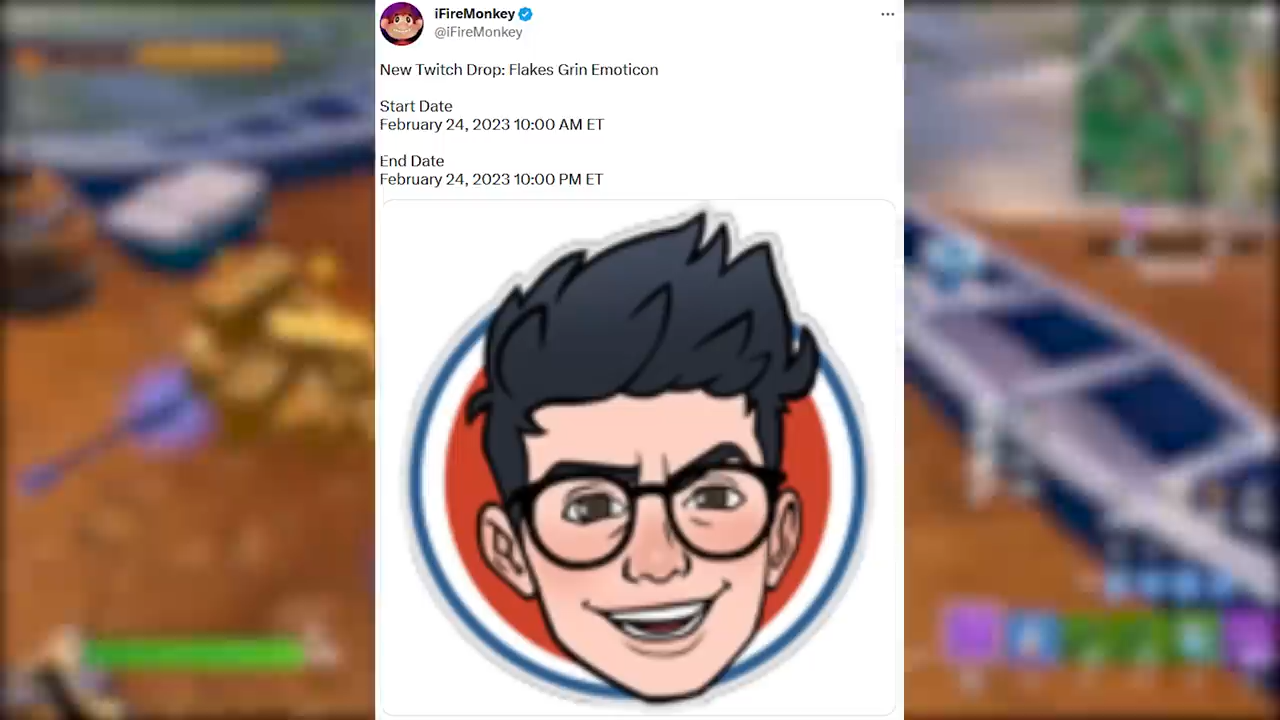 iFireMonkey
@iFireMonkey
New Twitch Drop: Flakes Grin Emoticon
Start Date
February 24, 2023 10:00 AM ET
End Date
February 24, 2023 10:00 PM ET